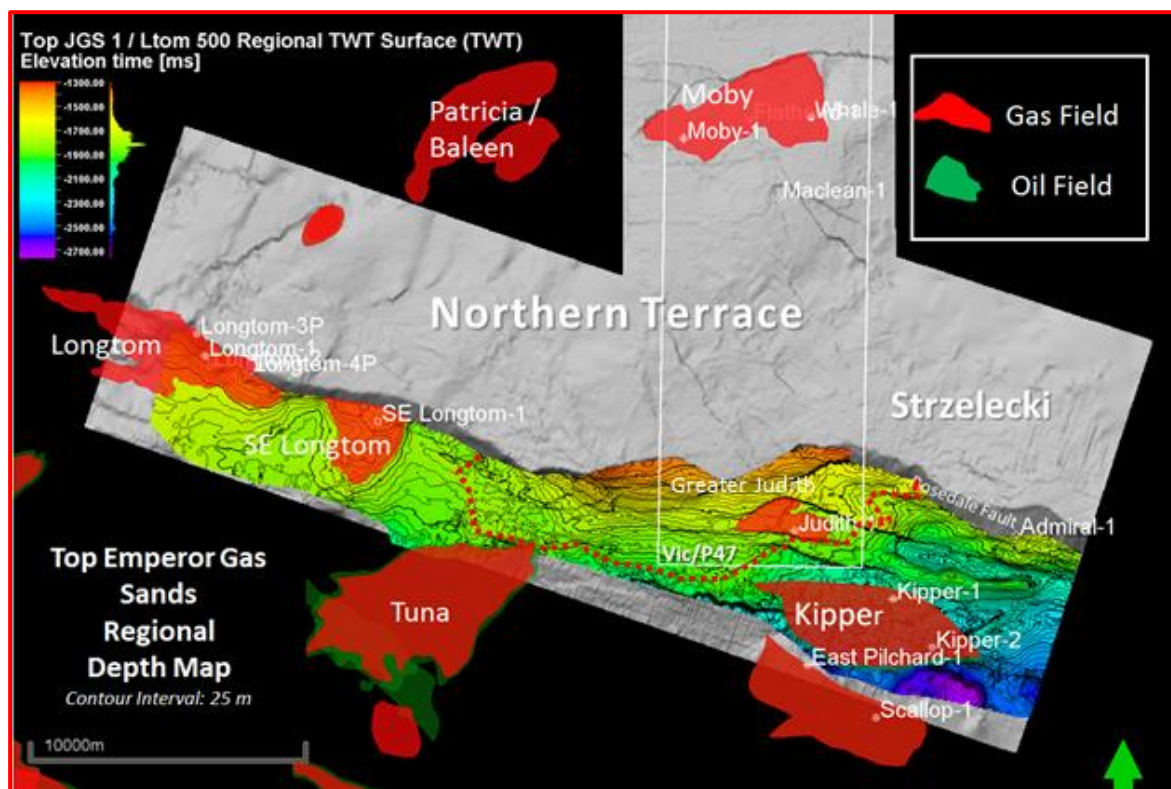 Top JGS 1 / Ltom 500 Regional TWT Surface (TWT)
Elevation time [ms]
-1300.00
-1500.00
-1700.00
-1900.00
-2100.00
-2300.00
-2500.00
-2700.00
Patricia /
Baleen
Moby
Whale-1
Moby-1
Maclean-1
Gas Field
Oil Field
Northern Terrace
Strzelecki
Longtom
Longtom-3P
Longtom-1
Longtom-4P
SE Longtom-1
SE Longtom
Greater Judith
Judith
Rosedale Fault
Admiral-1
Vic/P47
Top Emperor Gas
Sands
Regional
Depth Map
Contour Interval: 25 m
Tuna
Kipper
Kipper-1
Kipper-2
East Pilchard-1
Scallop-1
10000m